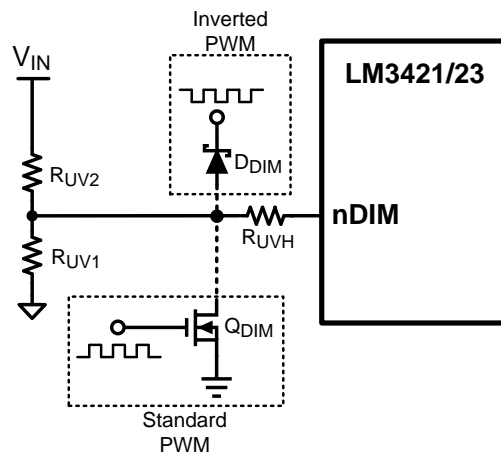 Inverted
PWM
VIN
LM3421/23
DDIM
RUV2
nDIM
RUVH
RUV1
QDIM
Standard
PWM